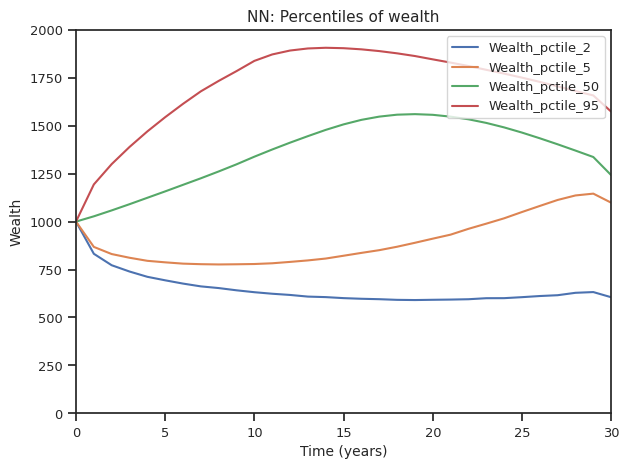 NN: Percentiles of wealth
2000
1750
1500
1250
1000
750
500
250
0
Wealth
Wealth_pctile_2
Wealth_pctile_5
Wealth_pctile_50
Wealth_pctile_95
0 5 10 15 20 25 30
Time (years)